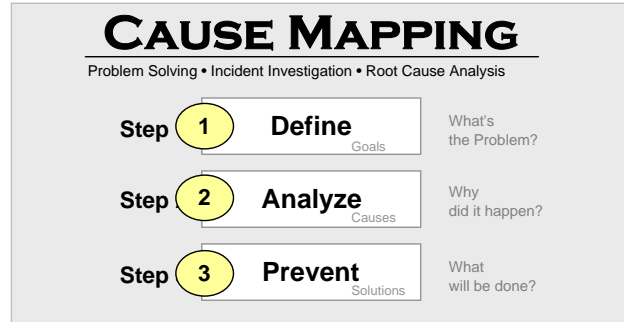 CAUSE MAPPING
Problem Solving • Incident Investigation • Root Cause Analysis
Step 1 Define
Goals
What's
the Problem?
Step 2 Analyze
Causes
Why
did it happen?
Step 3 Prevent
Solutions
What
will be done?